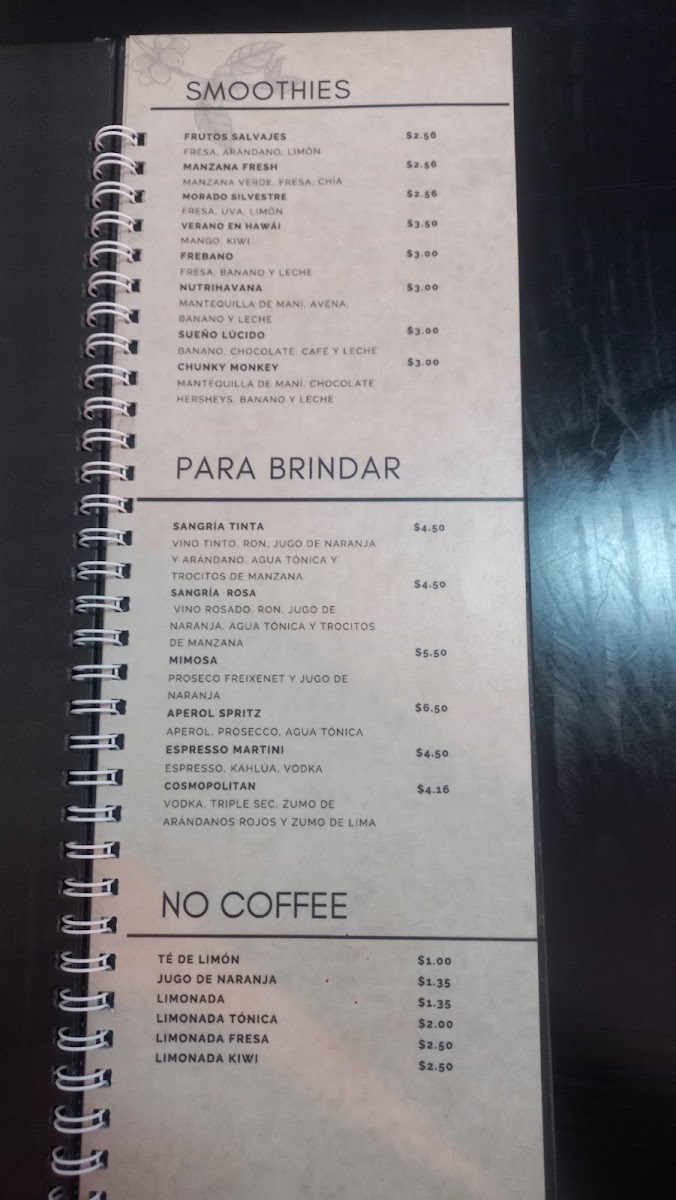 SMOOTHIES
FRUTOS SALVAJES $2.56
FRESA, ARÁNDANO, LIMÓN
MANZANA FRESH $2.56
MANZANA VERDE, FRESA, CHÍA
MORADO SILVESTRE $2.56
FRESA, UVA, LIMÓN
VERANO EN HAWÁI $3.50
MANGO, KIWI
FREBANO $3.00
FRESA, BANANO Y LECHE
NUTRIHAVANA $3.00
MANTEQUILLA DE MANÍ, AVENA,
BANANO Y LECHE
SUEÑO LÚCIDO $3.00
BANANO, CHOCOLATE, CAFÉ Y LECHE
CHUNKY MONKEY $3.00
MANTEQUILLA DE MANÍ, CHOCOLATE
HERSHEYS, BANANO Y LECHE
PARA BRINDAR
SANGRÍA TINTA $4.50
VINO TINTO, RON, JUGO DE NARANJA
Y ARÁNDANO, AGUA TÓNICA Y
TROCITOS DE MANZANA
SANGRÍA ROSA $4.50
VINO ROSADO, RON, JUGO DE
NARANJA, AGUA TÓNICA Y TROCITOS
DE MANZANA
MIMOSA $5.50
PROSECO FREIXENET Y JUGO DE
NARANJA
APEROL SPRITZ $6.50
APEROL, PROSECCO, AGUA TÓNICA
ESPRESSO MARTINI $4.50
ESPRESSO, KAHLÚA, VODKA
COSMOPOLITAN $4.16
VODKA, TRIPLE SEC, ZUMO DE
ARÁNDANOS ROJOS Y ZUMO DE LIMA
NO COFFEE
TÉ DE LIMÓN $1.00
JUGO DE NARANJA $1.35
LIMONADA $1.35
LIMONADA TÓNICA $2.00
LIMONADA FRESA $2.50
LIMONADA KIWI $2.50